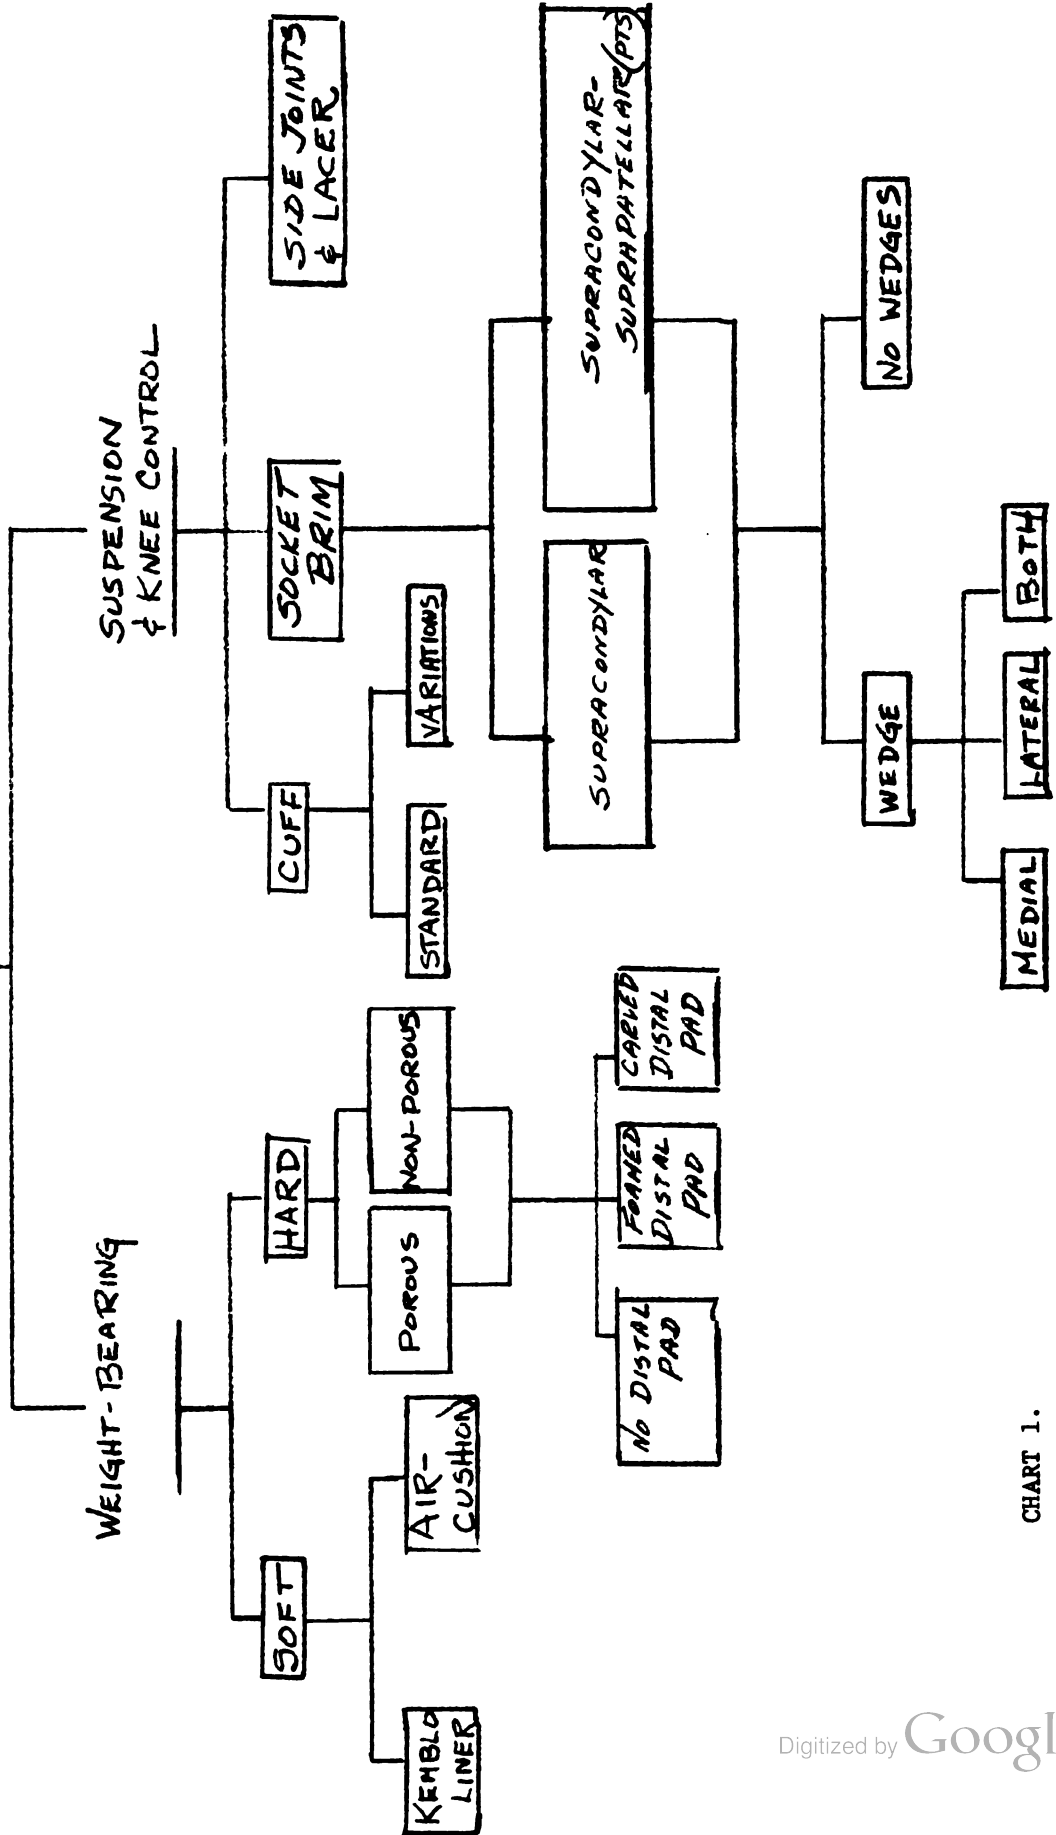 WEIGHT-BEARING
SUSPENSION
& KNEE CONTROL
SOFT
HARD
CUFF
SOCKET
BRIM
SIDE JOINTS
& LACER
KEMBLO
LINER
AIR-
CUSHION
POROUS
NON-POROUS
STANDARD
VARIATIONS
SUPRACONDYLAR
SUPRACONDYLAR-
SUPRAPATELLAR (PTS)
NO DISTAL
PAD
FOAMED
DISTAL
PAD
CARVED
DISTAL
PAD
WEDGE
NO WEDGES
MEDIAL
LATERAL
BOTH
CHART 1.
Digitized by Googl